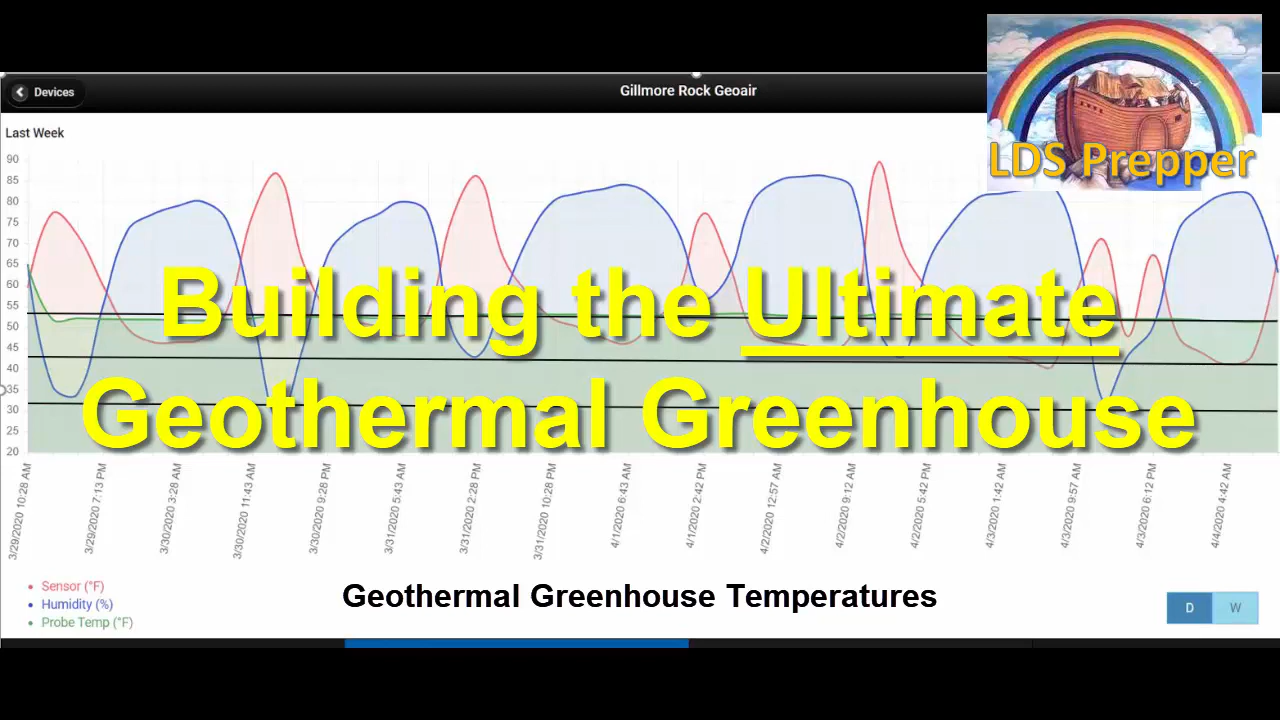 Devices
Gillmore Rock Geoair
LDS Prepper
Last Week
90
85
80
75
70
65
60
55
50
45
40
35
30
25
20
Building the Ultimate
Geothermal Greenhouse
3/29/2020 10:28 AM
3/29/2020 7:13 PM
3/30/2020 3:28 AM
3/30/2020 11:43 AM
3/30/2020 9:28 PM
3/31/2020 5:43 AM
3/31/2020 2:28 PM
3/31/2020 10:28 PM
4/1/2020 6:43 AM
4/1/2020 2:42 PM
4/2/2020 12:57 AM
4/2/2020 9:12 AM
4/2/2020 5:42 PM
4/3/2020 1:42 AM
4/3/2020 9:57 AM
4/3/2020 6:12 PM
4/4/2020 4:42 AM
Sensor (°F)
Humidity (%)
Probe Temp (°F)
Geothermal Greenhouse Temperatures
D W